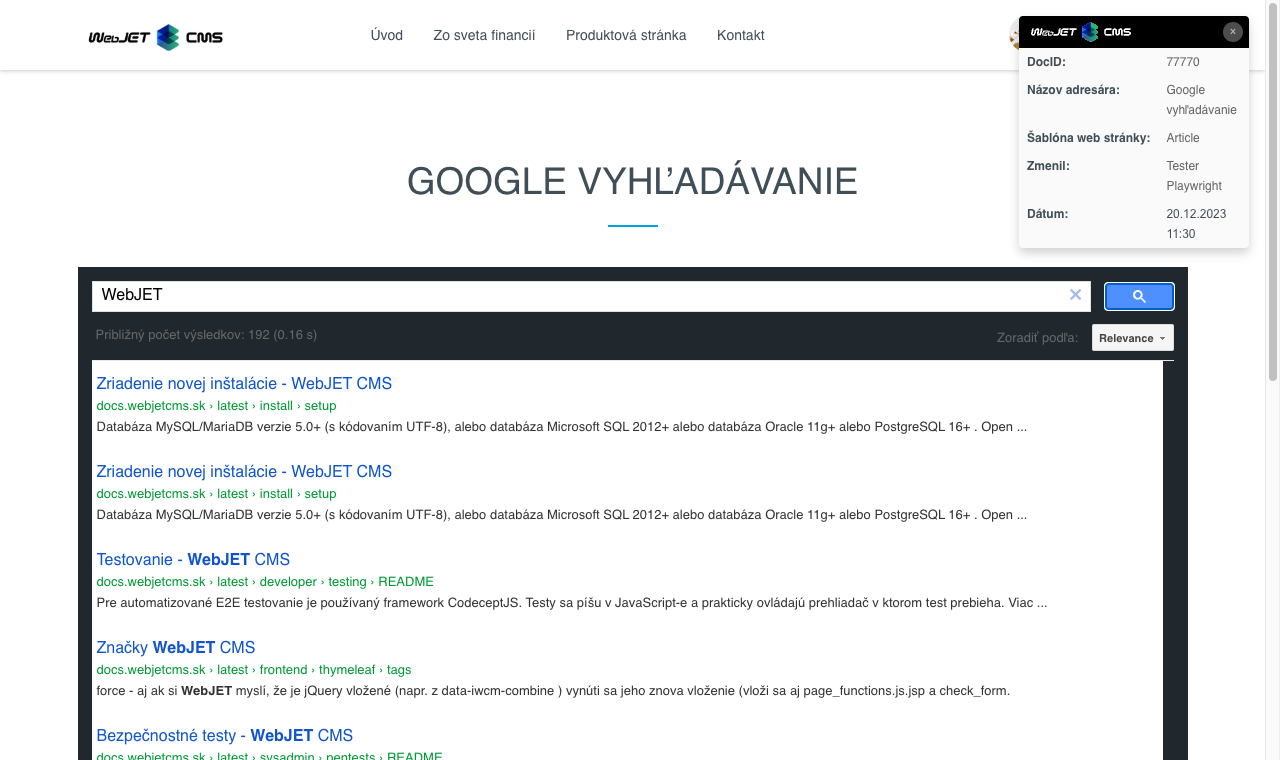 WebJET CMS
Úvod
Zo sveta financií
Produktová stránka
Kontakt
WebJET CMS
×
DocID: 77770
Názov adresára: Google
vyhľadávanie
Šablóna web stránky: Article
Zmenil: Tester
Playwright
Dátum: 20.12.2023
11:30
GOOGLE VYHĽADÁVANIE
WebJET
Približný počet výsledkov: 192 (0.16 s)
Zoradiť podľa:
Relevance
Zriadenie novej inštalácie - WebJET CMS
docs.webjetcms.sk › latest › install › setup
Databáza MySQL/MariaDB verzie 5.0+ (s kódovaním UTF-8), alebo databáza Microsoft SQL 2012+ alebo databáza Oracle 11g+ alebo PostgreSQL 16+ . Open ...
Zriadenie novej inštalácie - WebJET CMS
docs.webjetcms.sk › latest › install › setup
Databáza MySQL/MariaDB verzie 5.0+ (s kódovaním UTF-8), alebo databáza Microsoft SQL 2012+ alebo databáza Oracle 11g+ alebo PostgreSQL 16+ . Open ...
Testovanie - WebJET CMS
docs.webjetcms.sk › latest › developer › testing › README
Pre automatizované E2E testovanie je používaný framework CodeceptJS. Testy sa píšu v JavaScript-e a prakticky ovládajú prehliadač v ktorom test prebieha. Viac ...
Značky WebJET CMS
docs.webjetcms.sk › latest › frontend › thymeleaf › tags
force - aj ak si WebJET myslí, že je jQuery vložené (napr. z data-iwcm-combine ) vynúti sa jeho znova vloženie (vloži sa aj page_functions.js.jsp a check_form.
Bezpečnostné testy - WebJET CMS
docs.webjetcms.sk › latest › sysadmin › pentests › README